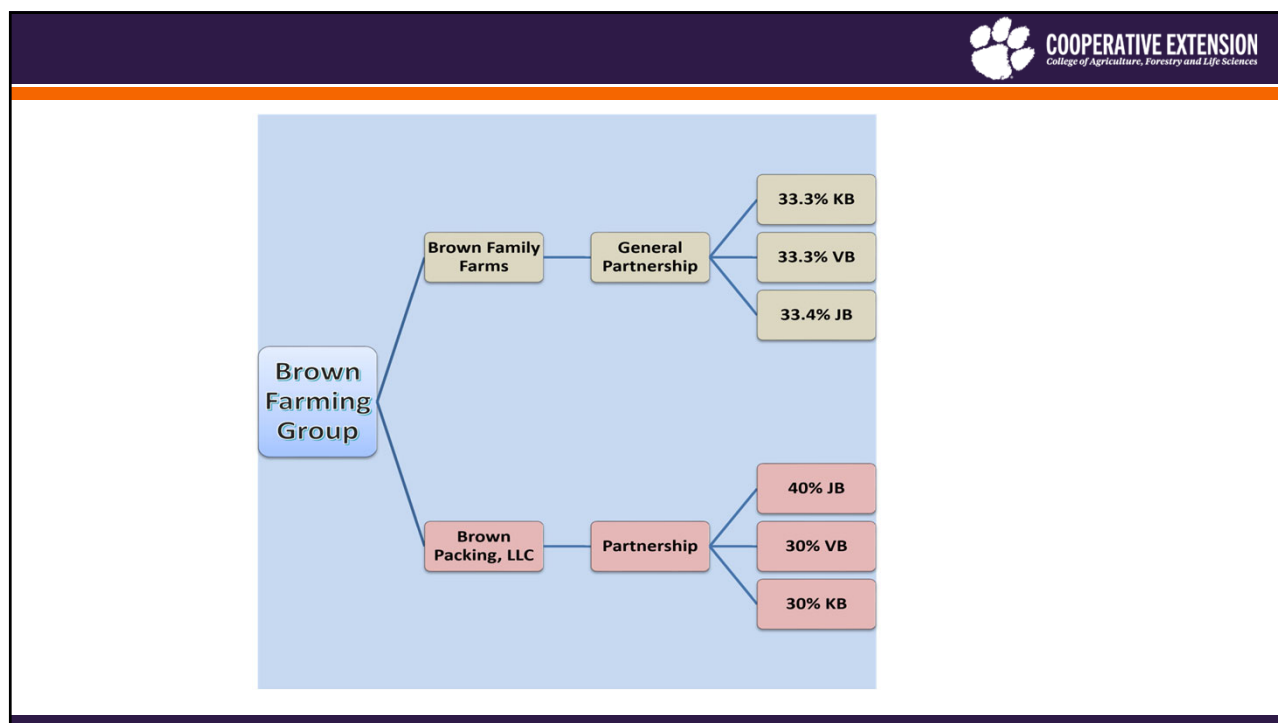 COOPERATIVE EXTENSION
College of Agriculture, Forestry and Life Sciences
Brown
Farming
Group
Brown Family
Farms
General
Partnership
33.3% KB
33.3% VB
33.4% JB
Brown
Packing, LLC
Partnership
40% JB
30% VB
30% KB